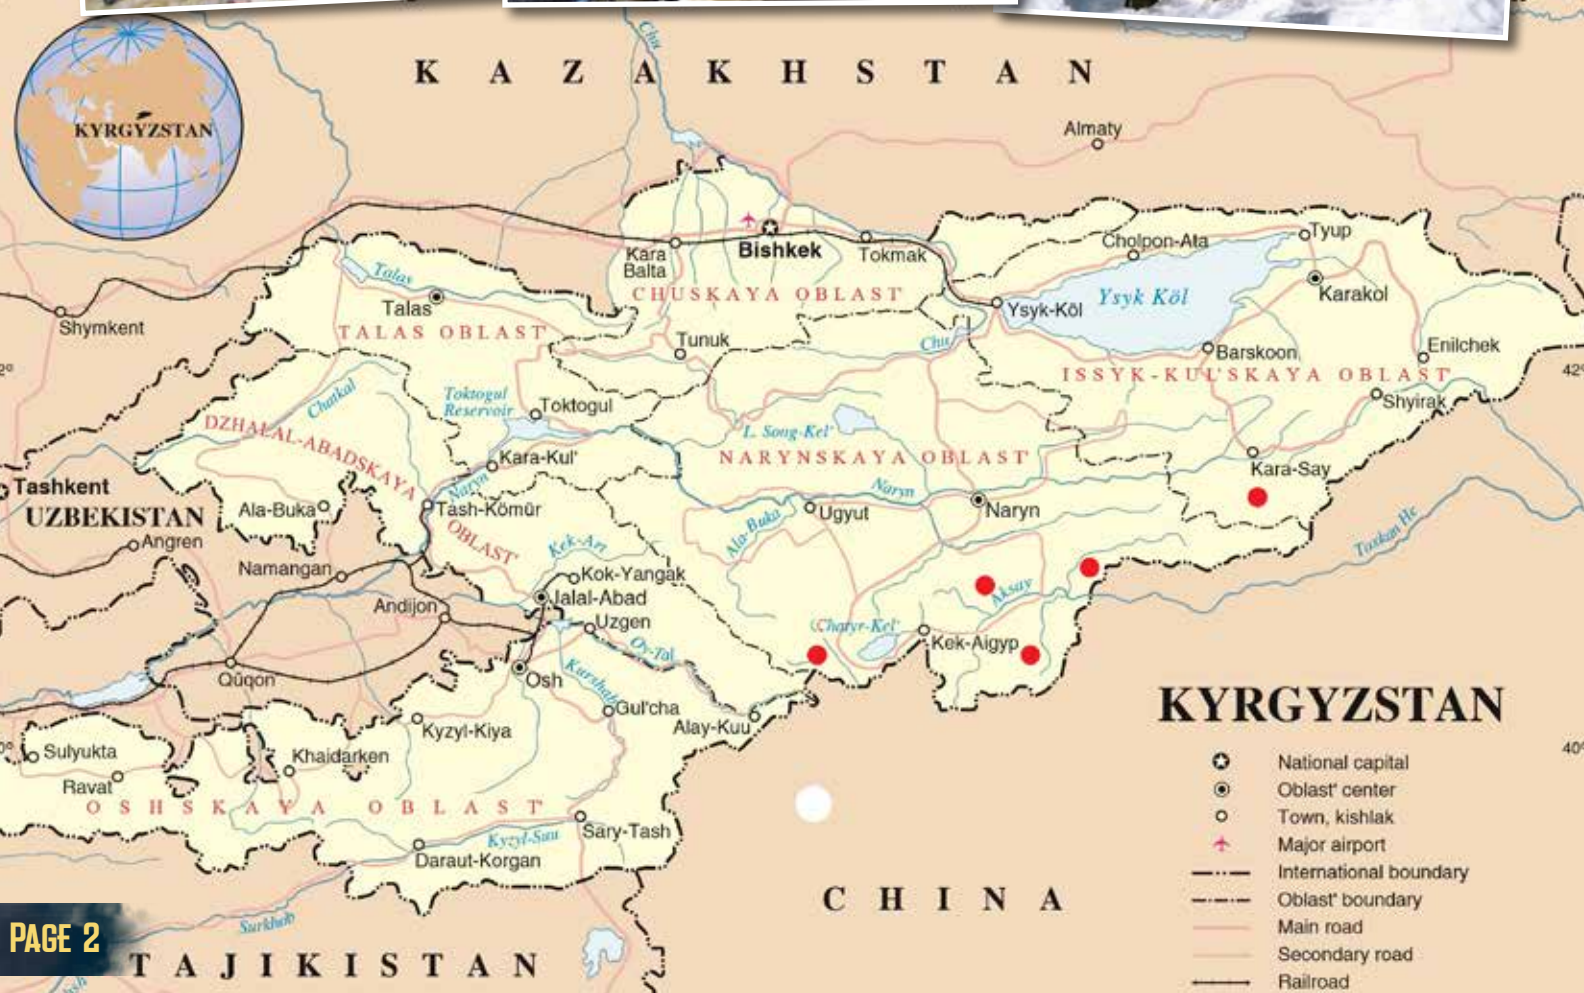 KAZAKHSTAN
Chu
KYRGYZSTAN
Almaty
Bishkek
Kara
Balta
Tokmak
Cholpon-Ata
Tyup
Talas
Talas
CHUSKAYA OBLAST'
Ysyk-Köl
Ysyk Köl
Karakol
Shymkent
TALAS OBLAST'
Tunuk
Chu
Barskoon
Enilchek
42°
ISSYK-KUL'SKAYA OBLAST'
Shyirak
Chatkal
Toktogul
Reservoir
Toktogul
L. Song-Kel'
DZHALAL-ABADSKAYA
OBLAST'
Kara-Kul'
NARYNSKAYA OBLAST'
Kara-Say
Tashkent
UZBEKISTAN
Naryn
Naryn
Ala-Buka
Tash-Kömür
Ala-Buka
Ugyut
Naryn
Toxkan He
Angren
Kek-Art
Namangan
Kok-Yangak
Jalal-Abad
Aksay
Andijon
Uzgen
Chatyr-Kel'
Kek-Aigyp
Oy-Tal
Qüqon
Osh
Kurshab
Gul'cha
Alay-Kuu
Kyzyl-Kiya
KYRGYZSTAN
Sulyukta
Khaidarken
Ravat
OSHSKAYA OBLAST'
40°
National capital
Oblast' center
Town, kishlak
Major airport
International boundary
Oblast' boundary
Main road
Secondary road
Railroad
Kyzyl-Suu
Sary-Tash
Daraut-Korgan
CHINA
Surkhob
PAGE 2
TAJIKISTAN